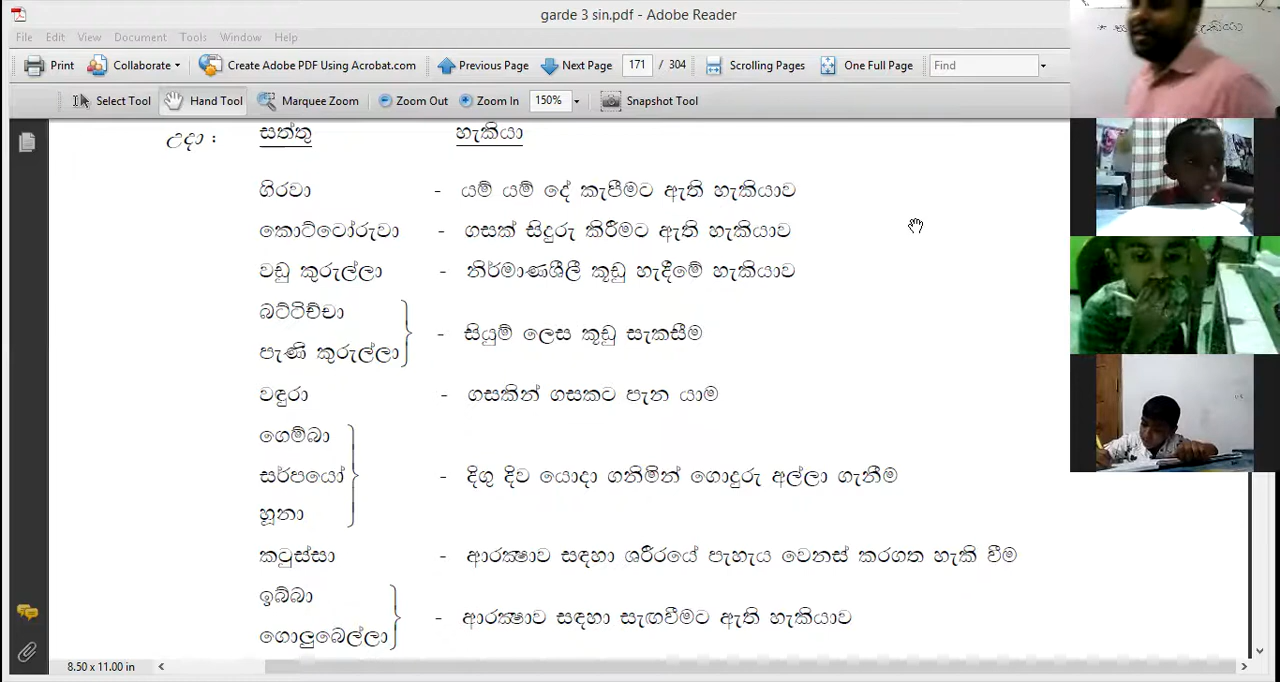 garde 3 sin.pdf - Adobe Reader
File Edit View Document Tools Window Help
Print Collaborate Create Adobe PDF Using Acrobat.com Previous Page Next Page 171 / 304 Scrolling Pages One Full Page Find
Select Tool Hand Tool Marquee Zoom Zoom Out Zoom In 150% Snapshot Tool
උදා : සත්තු හැකියා
ගිරවා - යම් යම් දේ කැපීමට ඇති හැකියාව
කොට්ටෝරුවා - ගසක් සිදුරු කිරීමට ඇති හැකියාව
වඩු කුරුල්ලා - නිර්මාණශීලී කූඩු හැදීමේ හැකියාව
බට්ටිච්චා
පැණි කුරුල්ලා - සියුම් ලෙස කූඩු සැකසීම
වඳුරා - ගසකින් ගසකට පැන යාම
ගෙම්බා
සර්පයෝ - දිගු දිව යොදා ගනිමින් ගොදුරු අල්ලා ගැනීම
හූනා
කටුස්සා - ආරක්‍ෂාව සඳහා ශරීරයේ පැහැය වෙනස් කරගත හැකි වීම
ඉබ්බා
ගොලුබෙල්ලා - ආරක්‍ෂාව සඳහා සැඟවීමට ඇති හැකියාව
8.50 x 11.00 in